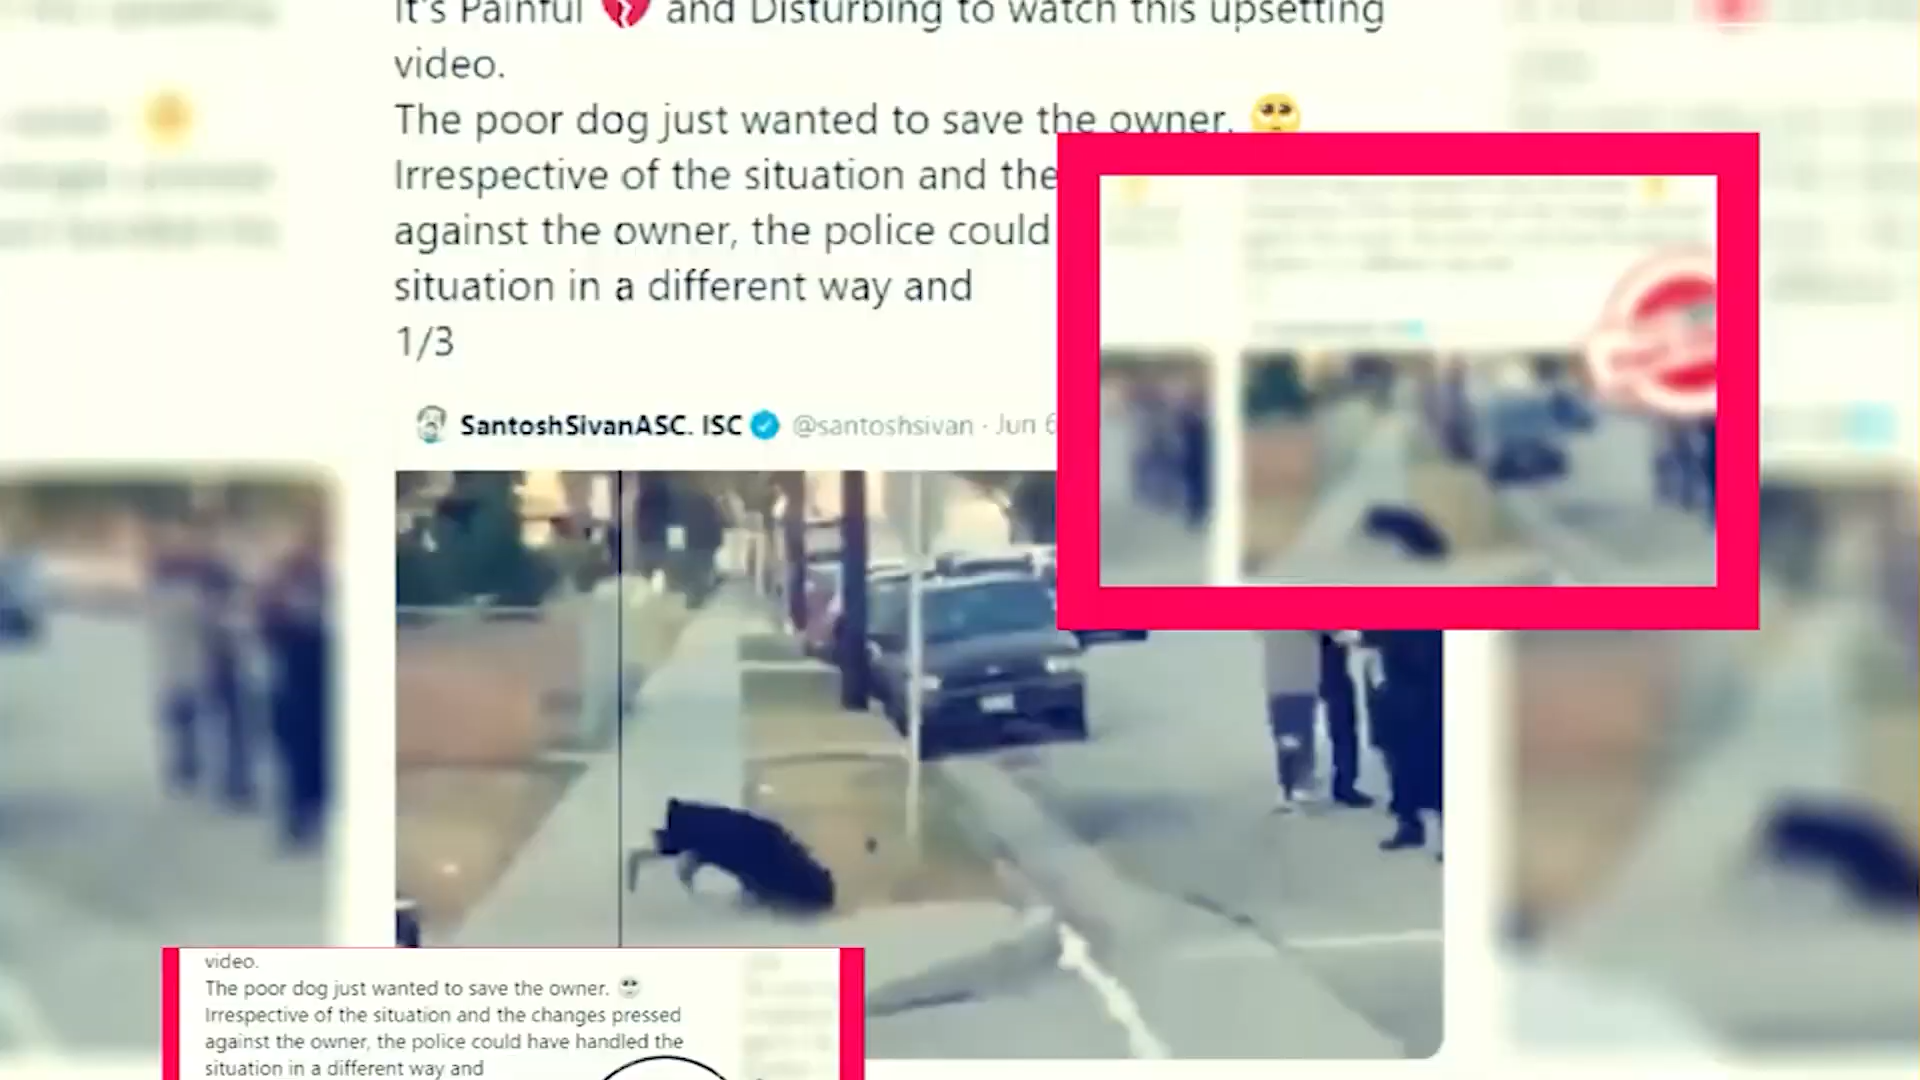 It's Painful 💔 and Disturbing to watch this upsetting
video.
The poor dog just wanted to save the owner. 🥺
Irrespective of the situation and the
against the owner, the police could
situation in a different way and
1/3
SantoshSivanASC. ISC @santoshsivan · Jun 6
video.
The poor dog just wanted to save the owner. 🥺
Irrespective of the situation and the changes pressed
against the owner, the police could have handled the
situation in a different way and